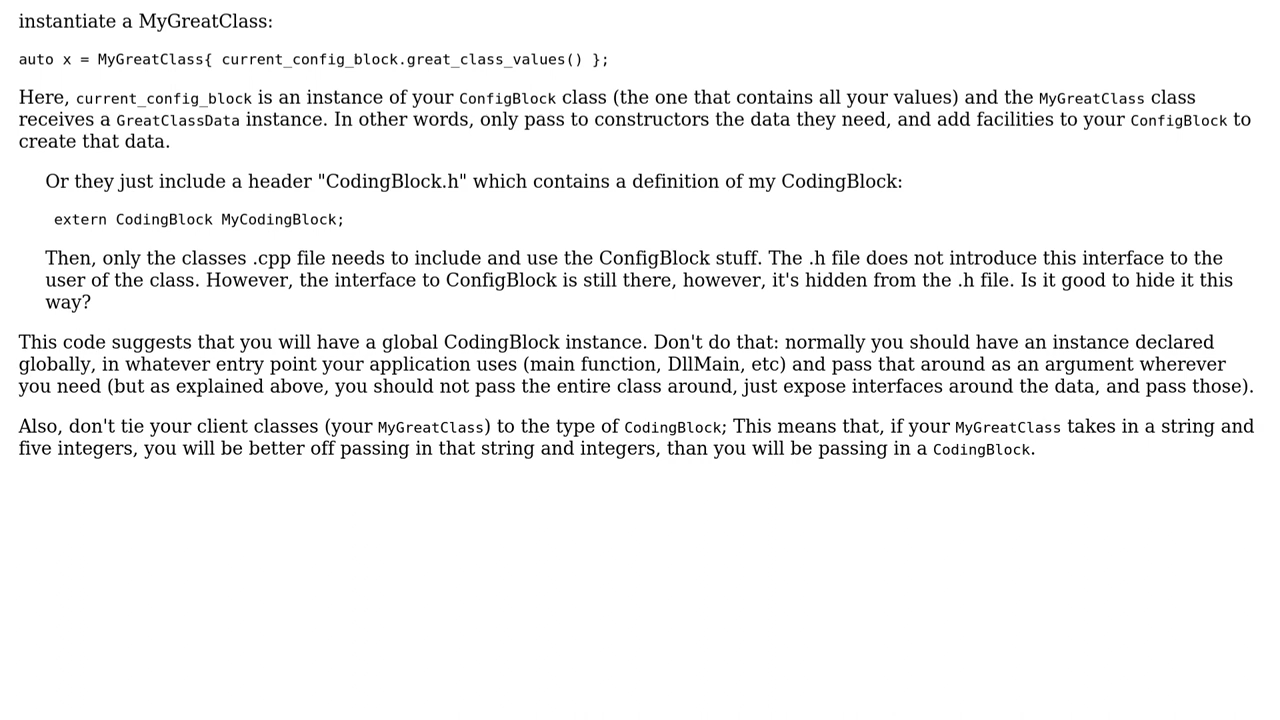 instantiate a MyGreatClass:
auto x = MyGreatClass{ current_config_block.great_class_values() };
Here, current_config_block is an instance of your ConfigBlock class (the one that contains all your values) and the MyGreatClass class
receives a GreatClassData instance. In other words, only pass to constructors the data they need, and add facilities to your ConfigBlock to
create that data.
Or they just include a header "CodingBlock.h" which contains a definition of my CodingBlock:
extern CodingBlock MyCodingBlock;
Then, only the classes .cpp file needs to include and use the ConfigBlock stuff. The .h file does not introduce this interface to the
user of the class. However, the interface to ConfigBlock is still there, however, it's hidden from the .h file. Is it good to hide it this
way?
This code suggests that you will have a global CodingBlock instance. Don't do that: normally you should have an instance declared
globally, in whatever entry point your application uses (main function, DllMain, etc) and pass that around as an argument wherever
you need (but as explained above, you should not pass the entire class around, just expose interfaces around the data, and pass those).
Also, don't tie your client classes (your MyGreatClass) to the type of CodingBlock; This means that, if your MyGreatClass takes in a string and
five integers, you will be better off passing in that string and integers, than you will be passing in a CodingBlock.